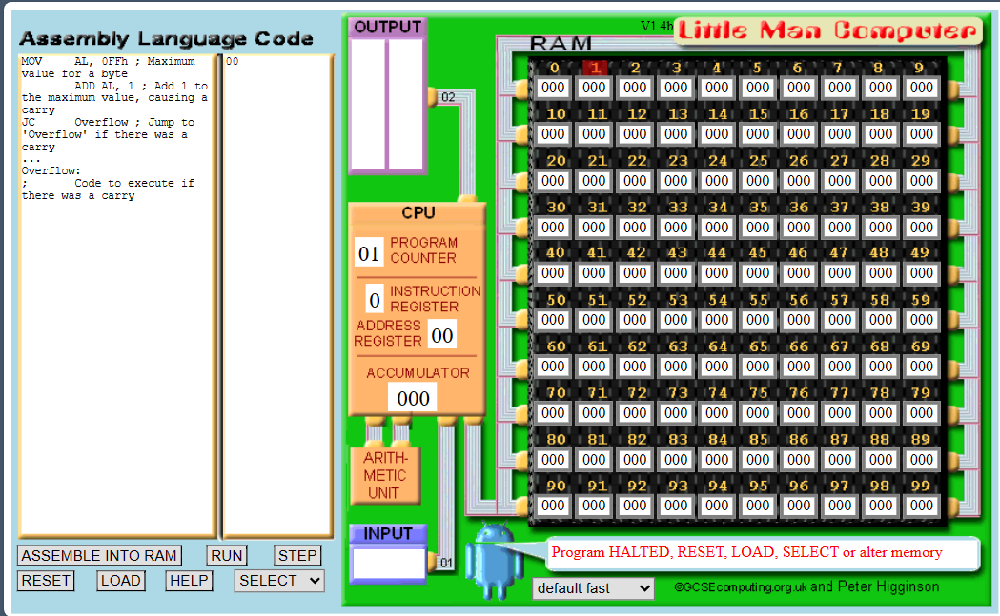 V1.4b
Little Man Computer
Assembly Language Code
MOV     AL, 0FFh ; Maximum
value for a byte
ADD AL, 1 ; Add 1 to
the maximum value, causing a
carry
JC      Overflow ; Jump to
'Overflow' if there was a
carry
...
Overflow:
;       Code to execute if
there was a carry
00
ASSEMBLE INTO RAM RUN STEP
RESET LOAD HELP SELECT
OUTPUT
02
CPU
01 PROGRAM
COUNTER
0 INSTRUCTION
REGISTER
ADDRESS
REGISTER 00
ACCUMULATOR
000
ARITH-
METIC
UNIT
INPUT
01
RAM
0 1 2 3 4 5 6 7 8 9
000 000 000 000 000 000 000 000 000 000
10 11 12 13 14 15 16 17 18 19
000 000 000 000 000 000 000 000 000 000
20 21 22 23 24 25 26 27 28 29
000 000 000 000 000 000 000 000 000 000
30 31 32 33 34 35 36 37 38 39
000 000 000 000 000 000 000 000 000 000
40 41 42 43 44 45 46 47 48 49
000 000 000 000 000 000 000 000 000 000
50 51 52 53 54 55 56 57 58 59
000 000 000 000 000 000 000 000 000 000
60 61 62 63 64 65 66 67 68 69
000 000 000 000 000 000 000 000 000 000
70 71 72 73 74 75 76 77 78 79
000 000 000 000 000 000 000 000 000 000
80 81 82 83 84 85 86 87 88 89
000 000 000 000 000 000 000 000 000 000
90 91 92 93 94 95 96 97 98 99
000 000 000 000 000 000 000 000 000 000
Program HALTED, RESET, LOAD, SELECT or alter memory
default fast
©GCSEcomputing.org.uk and Peter Higginson